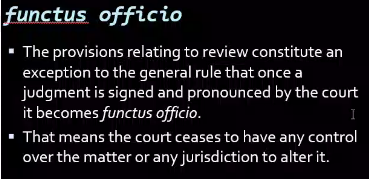 functus officio
▪ The provisions relating to review constitute an
exception to the general rule that once a
judgment is signed and pronounced by the court
it becomes functus officio.
▪ That means the court ceases to have any control
over the matter or any jurisdiction to alter it.